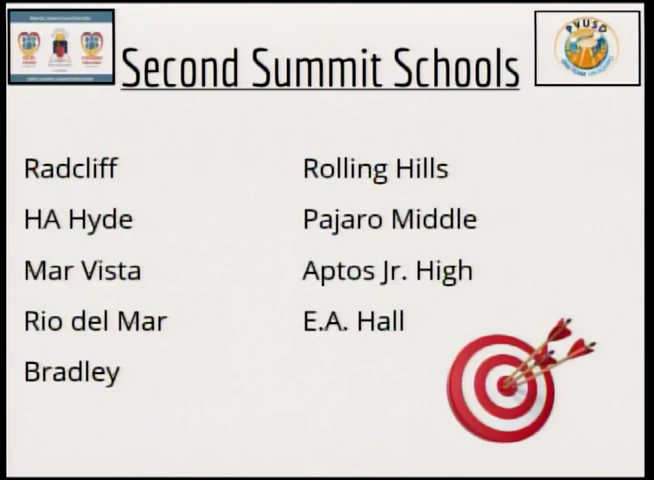 Second Summit Schools
PVUSD
Radcliff
HA Hyde
Mar Vista
Rio del Mar
Bradley
Rolling Hills
Pajaro Middle
Aptos Jr. High
E.A. Hall